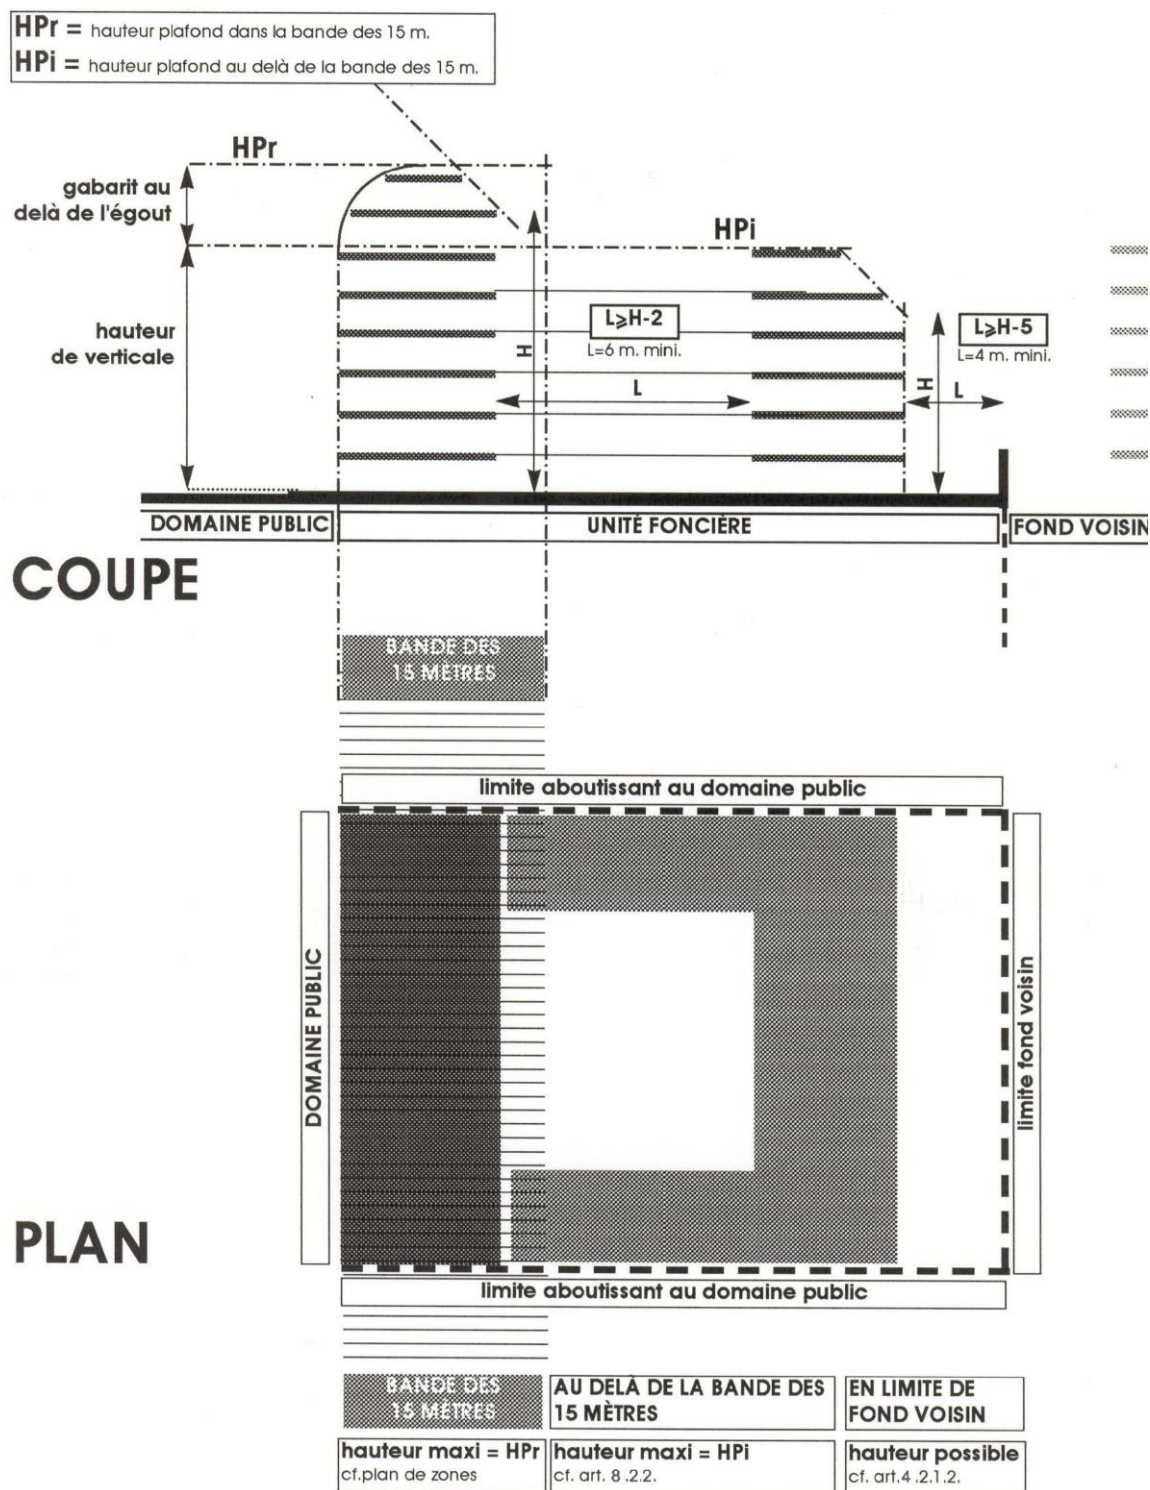 HPr = hauteur plafond dans la bande des 15 m.
HPi = hauteur plafond au delà de la bande des 15 m.
HPr
gabarit au
delà de l'égout
HPi
hauteur
de verticale
H
L≥H-2
L=6 m. mini.
L
L≥H-5
L=4 m. mini.
H
L
DOMAINE PUBLIC
UNITÉ FONCIÈRE
FOND VOISIN
COUPE
BANDE DES
15 MÈTRES
limite aboutissant au domaine public
DOMAINE PUBLIC
limite fond voisin
PLAN
limite aboutissant au domaine public
BANDE DES
15 MÈTRES
AU DELÀ DE LA BANDE DES
15 MÈTRES
EN LIMITE DE
FOND VOISIN
hauteur maxi = HPr
cf.plan de zones
hauteur maxi = HPi
cf. art. 8 .2.2.
hauteur possible
cf. art.4 .2.1.2.